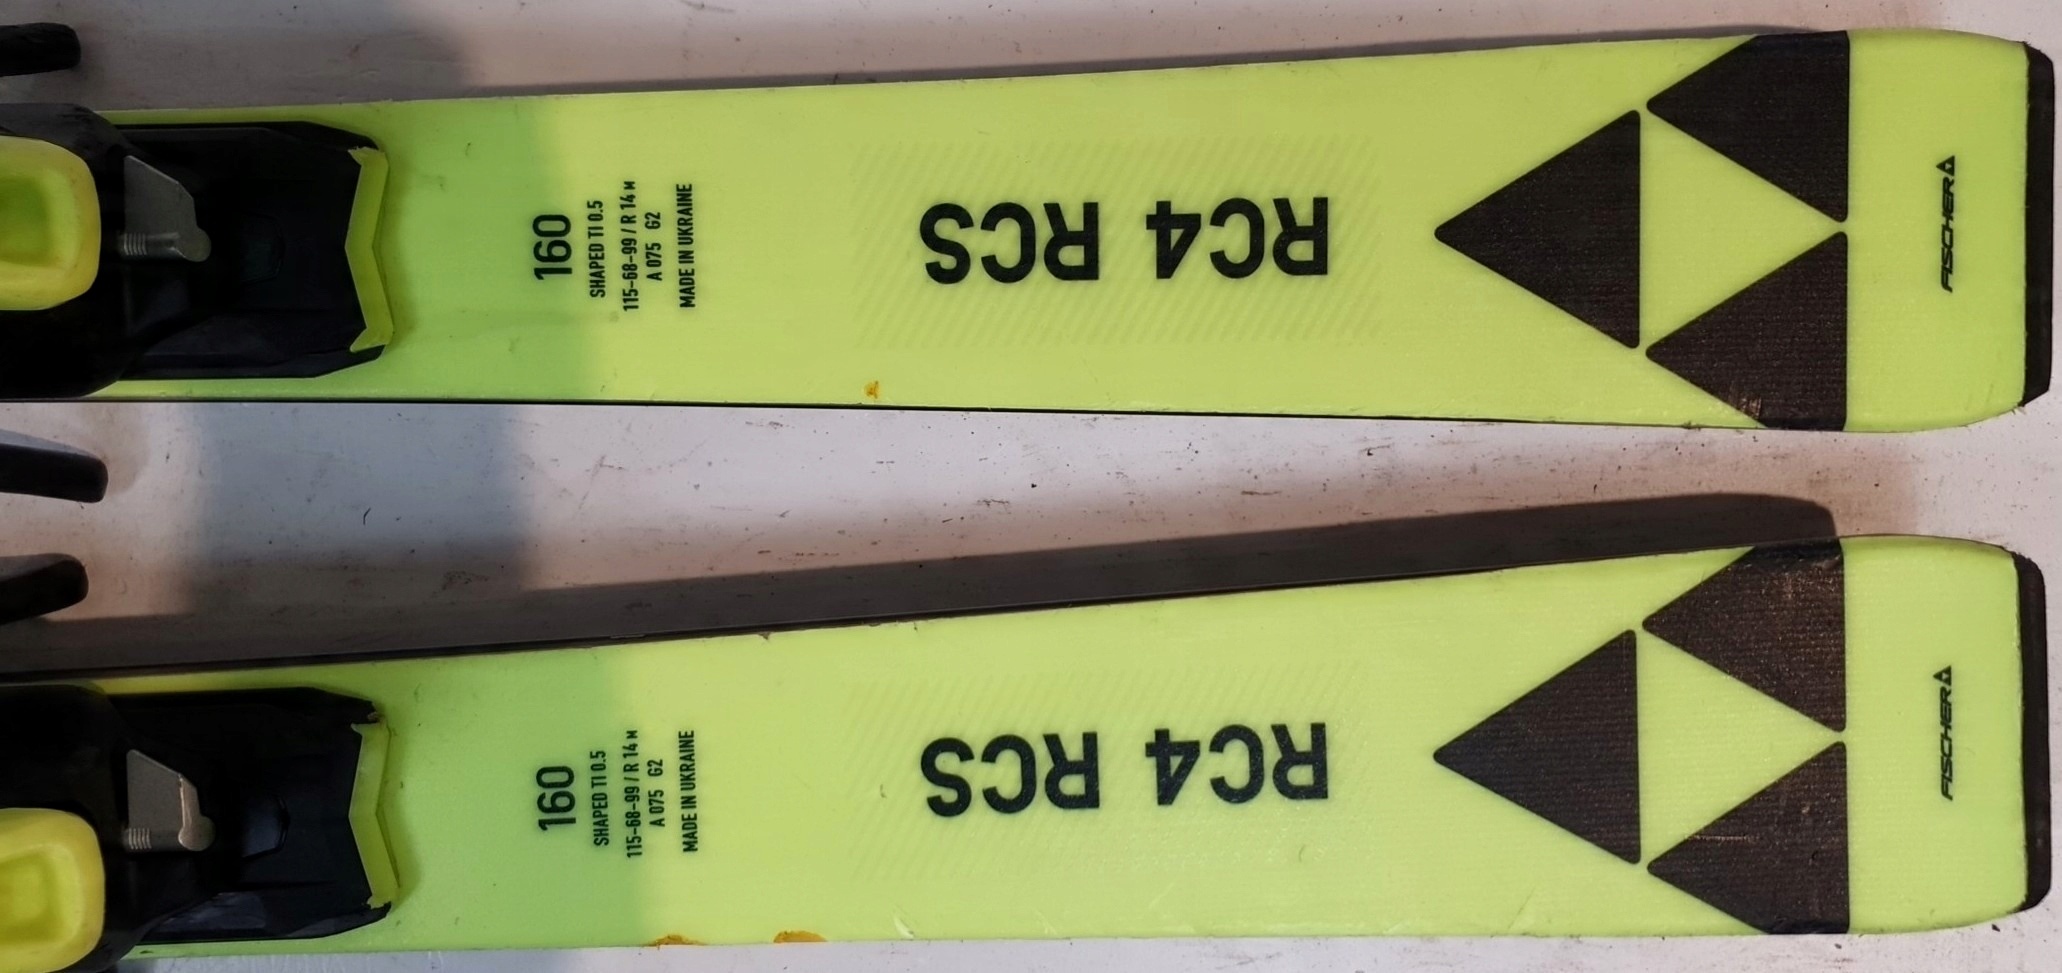 160
SHAPED TI 0.5
115-68-99 / R 14 M
A 075 G2
MADE IN UKRAINE
RC4 RCS
FISCHER
160
SHAPED TI 0.5
115-68-99 / R 14 M
A 075 G2
MADE IN UKRAINE
RC4 RCS
FISCHER